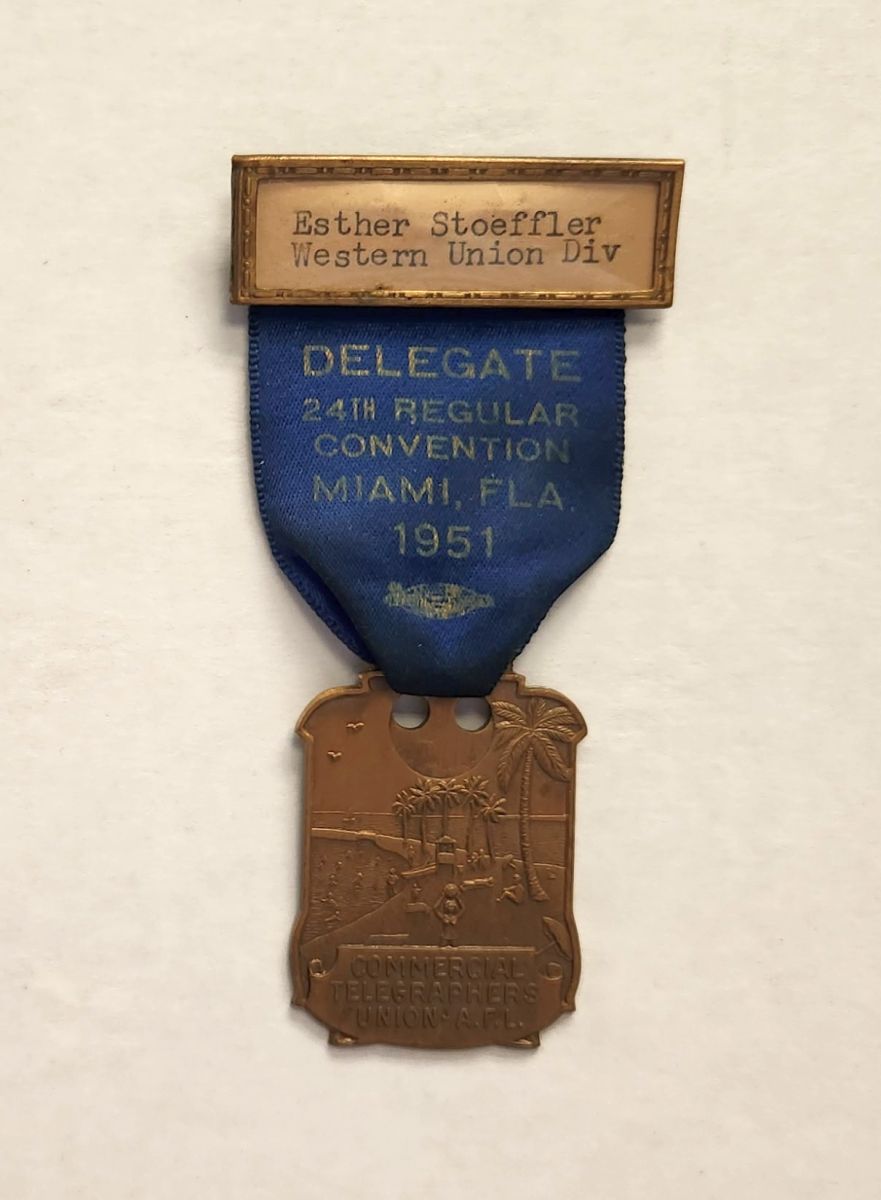 Esther Stoeffler
Western Union Div
DELEGATE
24TH REGULAR
CONVENTION
MIAMI, FLA.
1951
COMMERCIAL
TELEGRAPHERS
UNION · A.F.L.